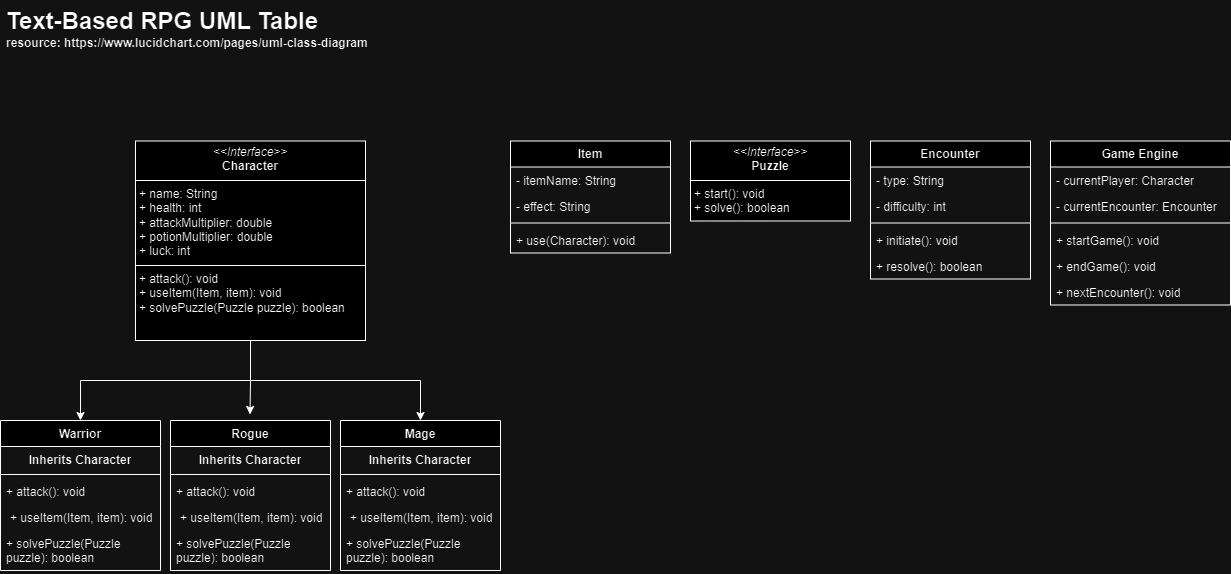 Text-Based RPG UML Table
resource: https://www.lucidchart.com/pages/uml-class-diagram
<<Interface>>
Character
+ name: String
+ health: int
+ attackMultiplier: double
+ potionMultiplier: double
+ luck: int
+ attack(): void
+ useItem(Item, item): void
+ solvePuzzle(Puzzle puzzle): boolean
Item
- itemName: String
- effect: String
+ use(Character): void
<<Interface>>
Puzzle
+ start(): void
+ solve(): boolean
Encounter
- type: String
- difficulty: int
+ initiate(): void
+ resolve(): boolean
Game Engine
- currentPlayer: Character
- currentEncounter: Encounter
+ startGame(): void
+ endGame(): void
+ nextEncounter(): void
Warrior
Inherits Character
+ attack(): void
+ useItem(Item, item): void
+ solvePuzzle(Puzzle
puzzle): boolean
Rogue
Inherits Character
+ attack(): void
+ useItem(Item, item): void
+ solvePuzzle(Puzzle
puzzle): boolean
Mage
Inherits Character
+ attack(): void
+ useItem(Item, item): void
+ solvePuzzle(Puzzle
puzzle): boolean